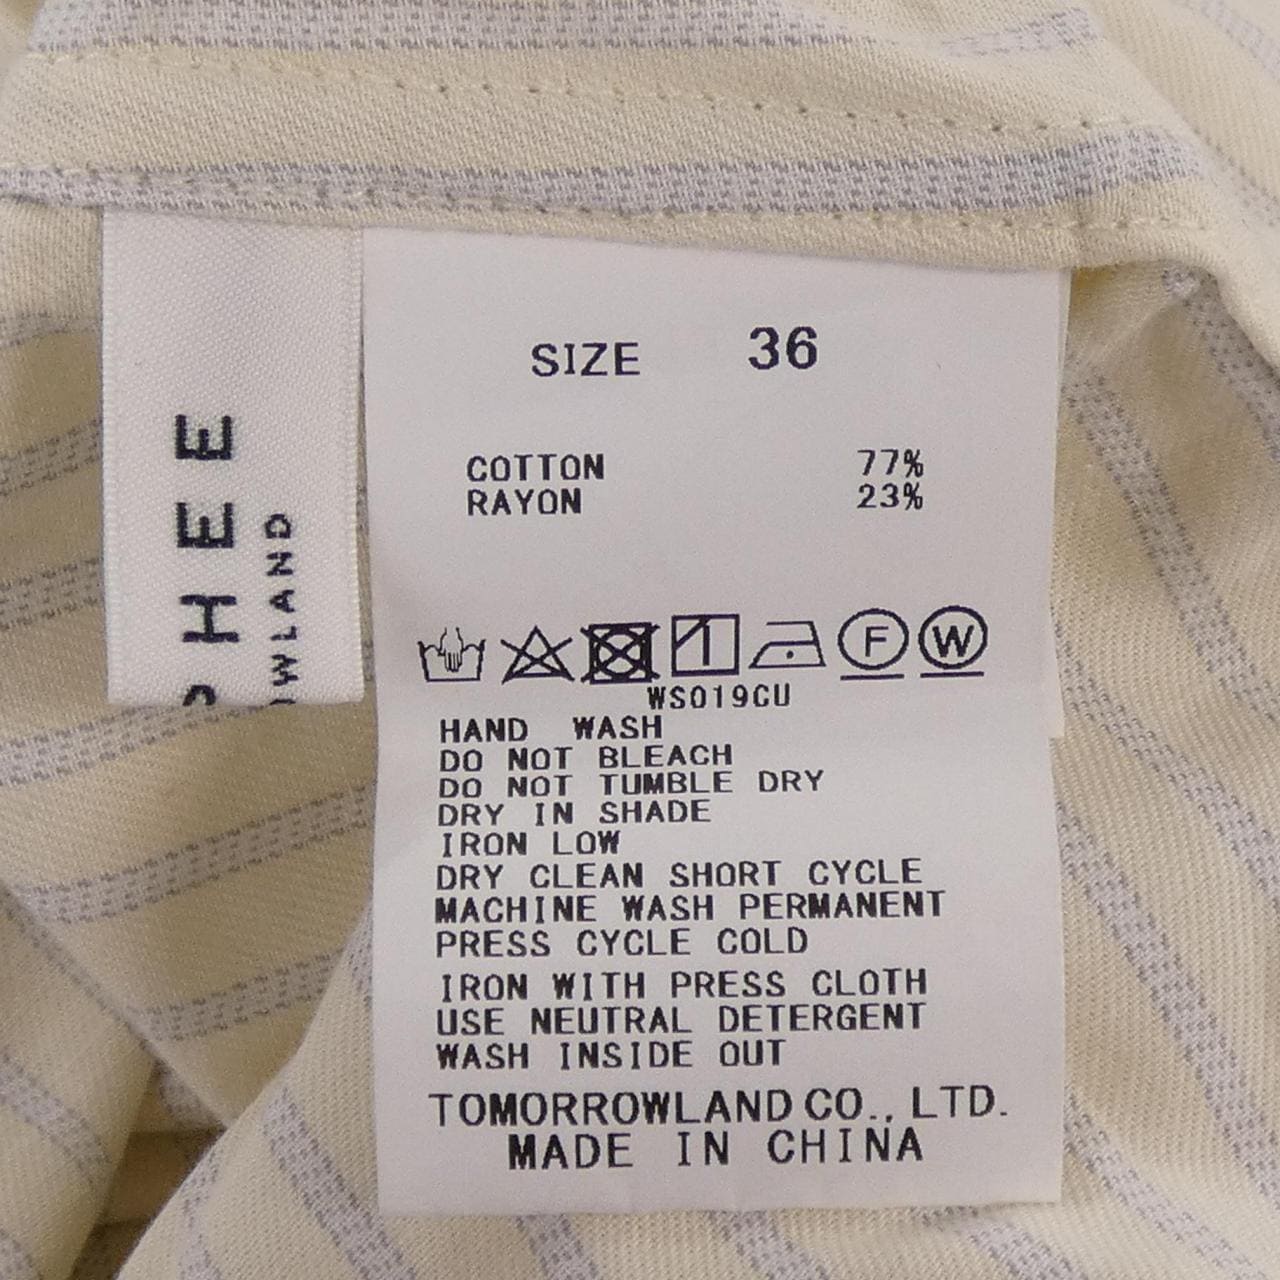 PHEE
OWLAND
SIZE 36
COTTON 77%
RAYON 23%
F W
WS019CU
HAND WASH
DO NOT BLEACH
DO NOT TUMBLE DRY
DRY IN SHADE
IRON LOW
DRY CLEAN SHORT CYCLE
MACHINE WASH PERMANENT
PRESS CYCLE COLD
IRON WITH PRESS CLOTH
USE NEUTRAL DETERGENT
WASH INSIDE OUT
TOMORROWLAND CO., LTD.
MADE IN CHINA